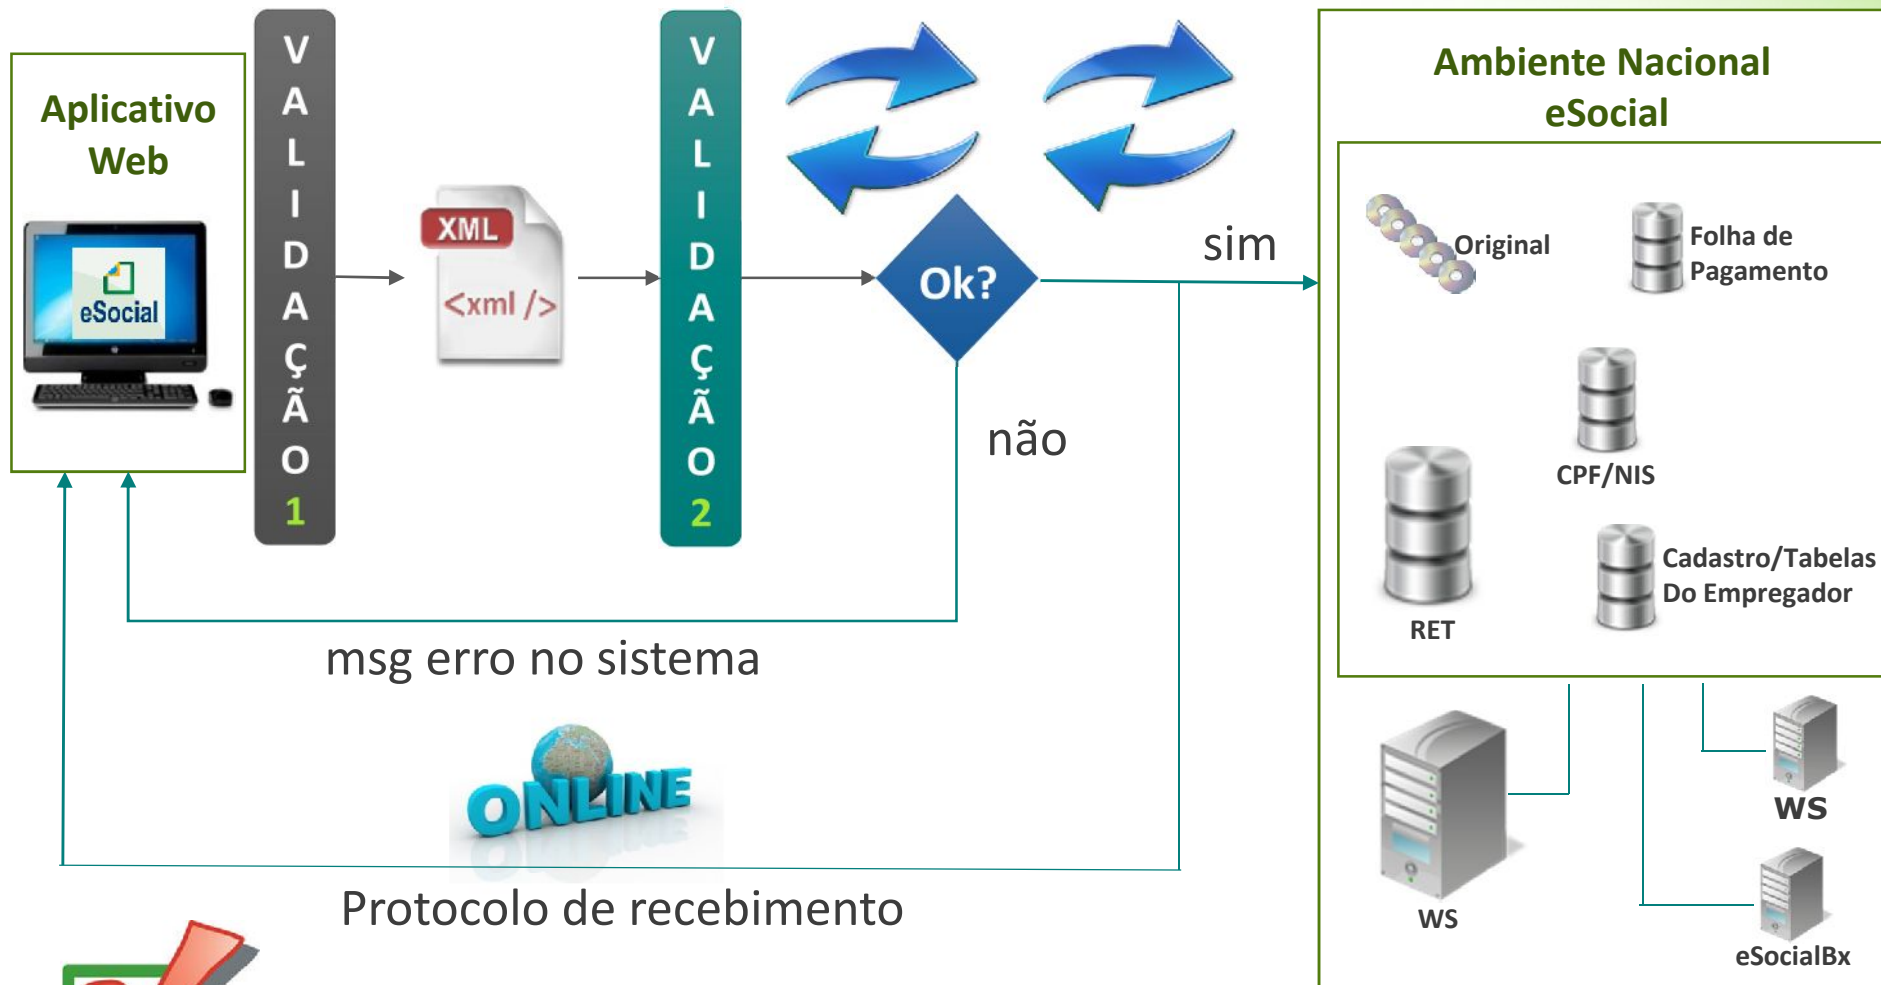 Aplicativo
Web
eSocial
VALIDAÇÃO
1
XML
<xml />
VALIDAÇÃO
2
Ok?
sim
não
msg erro no sistema
ONLINE
Protocolo de recebimento
Ambiente Nacional
eSocial
Original
Folha de
Pagamento
CPF/NIS
RET
Cadastro/Tabelas
Do Empregador
WS
WS
eSocialBx